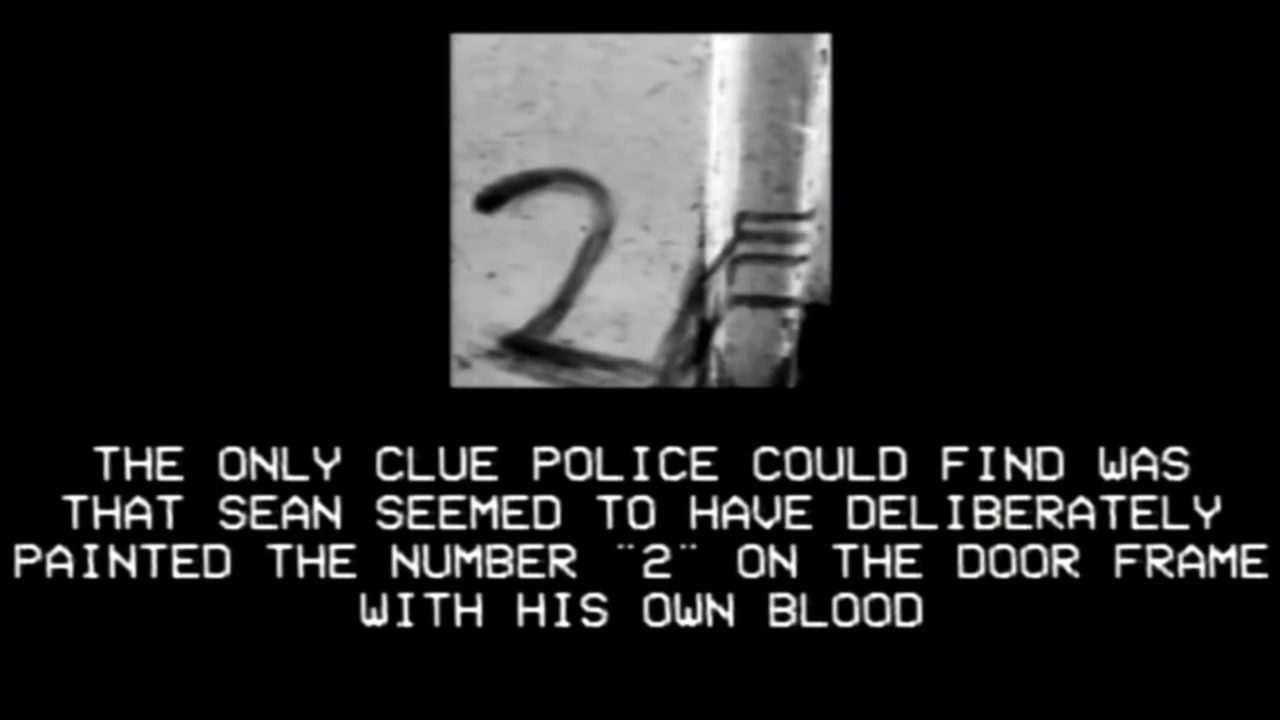 2
THE ONLY CLUE POLICE COULD FIND WAS
THAT SEAN SEEMED TO HAVE DELIBERATELY
PAINTED THE NUMBER "2" ON THE DOOR FRAME
WITH HIS OWN BLOOD